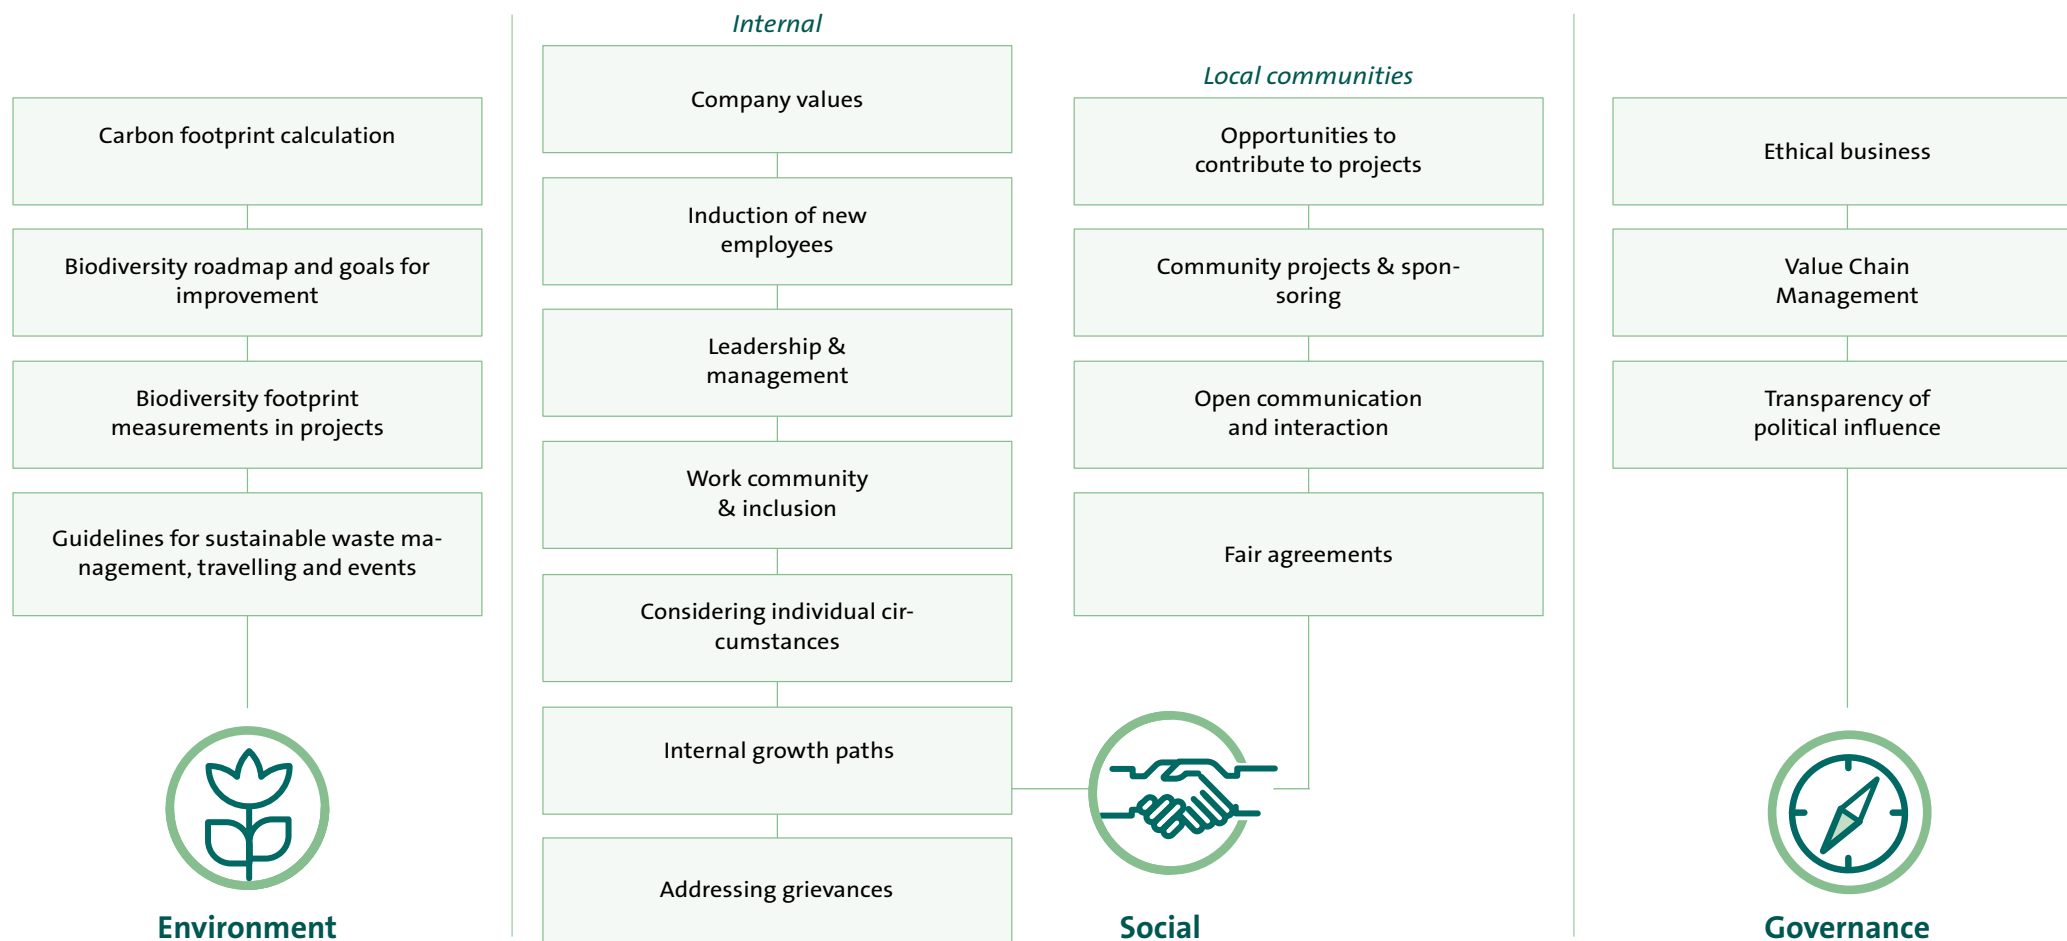 Carbon footprint calculation
Biodiversity roadmap and goals for
improvement
Biodiversity footprint
measurements in projects
Guidelines for sustainable waste ma-
nagement, travelling and events
Environment
Internal
Company values
Induction of new
employees
Leadership &
management
Work community
& inclusion
Considering individual cir-
cumstances
Internal growth paths
Addressing grievances
Local communities
Opportunities to
contribute to projects
Community projects & spon-
soring
Open communication
and interaction
Fair agreements
Social
Ethical business
Value Chain
Management
Transparency of
political influence
Governance